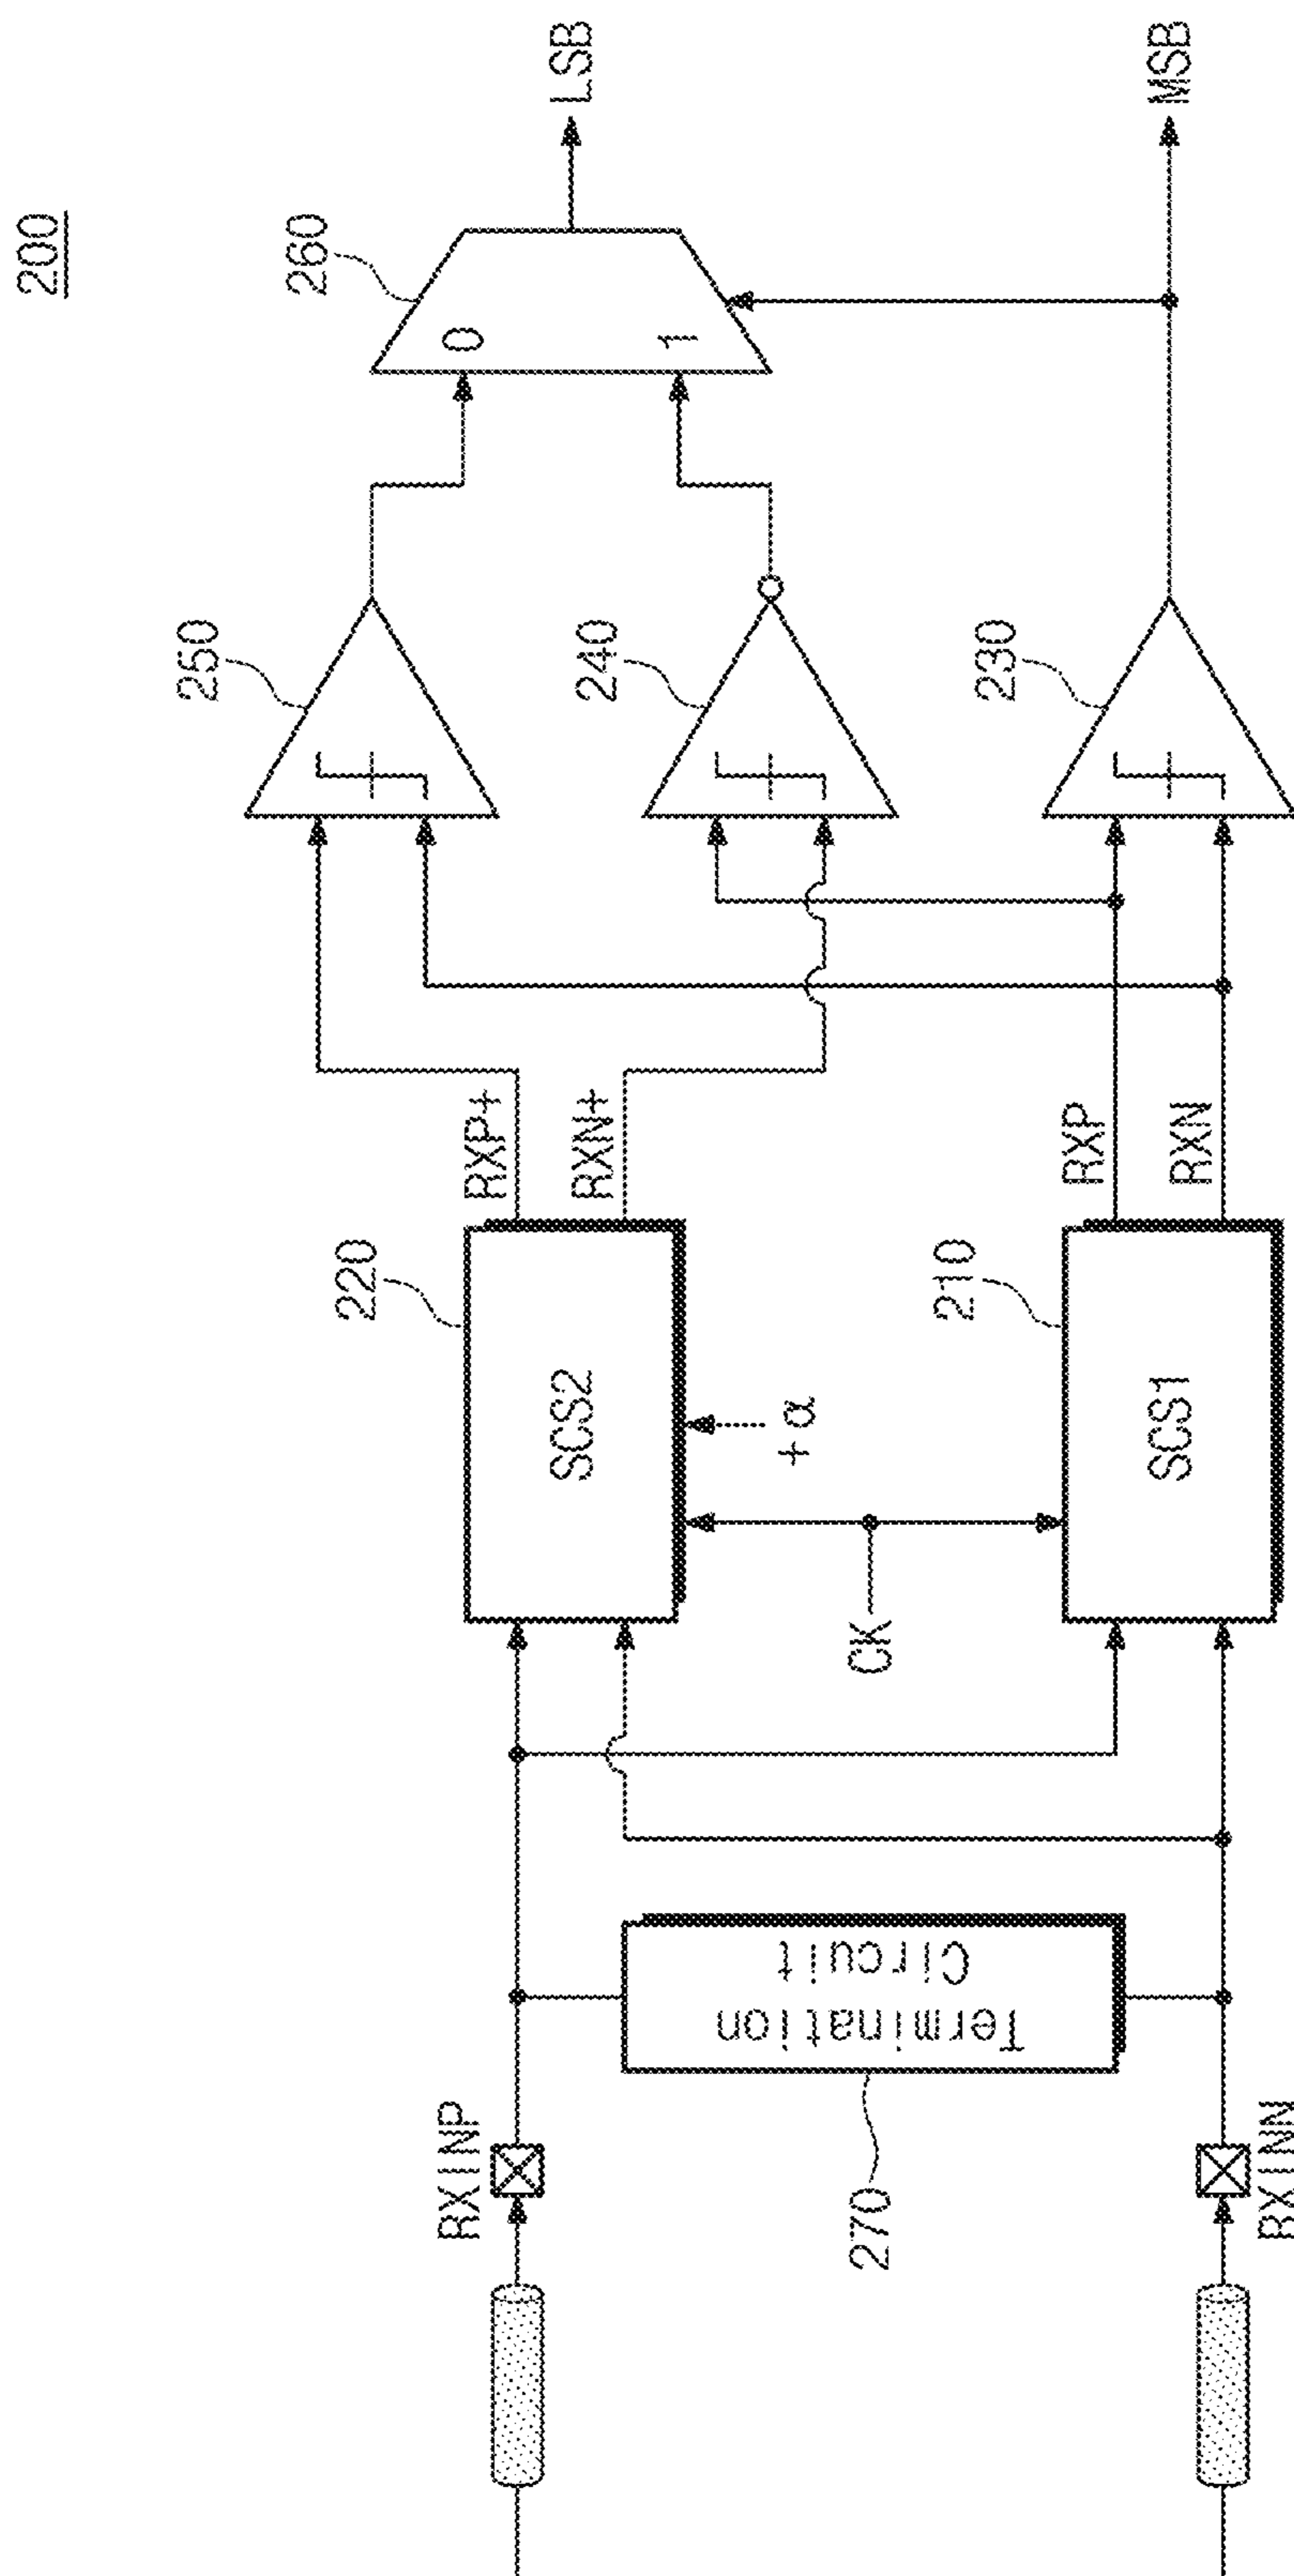 200
LSB
MSB
260
0
1
250
240
230
RXP+
RXN+
RXP
RXN
220
SCS2
+α
210
SCS1
CK
Termination
Circuit
270
RXINP
RXINN